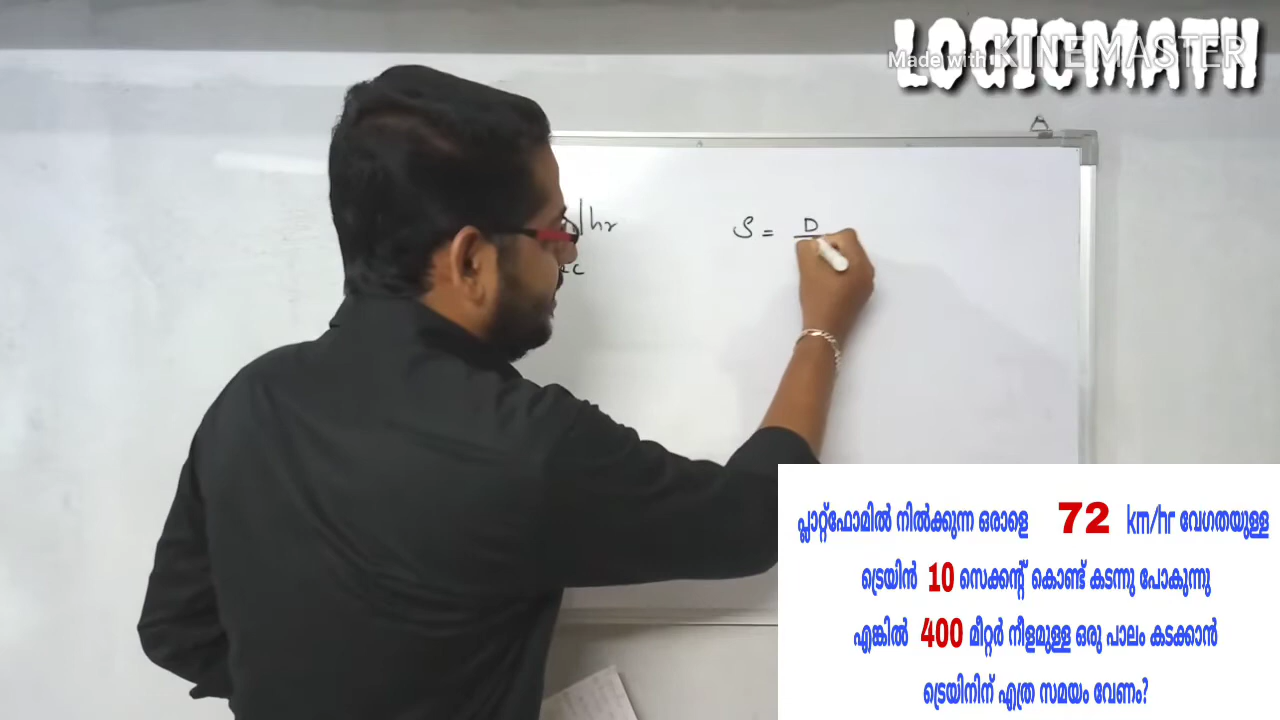 LOGICMATH
Made with KINEMASTER
hr
S = D
പ്ലാറ്റ്ഫോമിൽ നിൽക്കുന്ന ഒരാളെ 72 km/hr വേഗതയുള്ള
ട്രെയിൻ 10 സെക്കന്റ് കൊണ്ട് കടന്നു പോകുന്നു
എങ്കിൽ 400 മീറ്റർ നീളമുള്ള ഒരു പാലം കടക്കാൻ
ട്രെയിനിന് എത്ര സമയം വേണം?